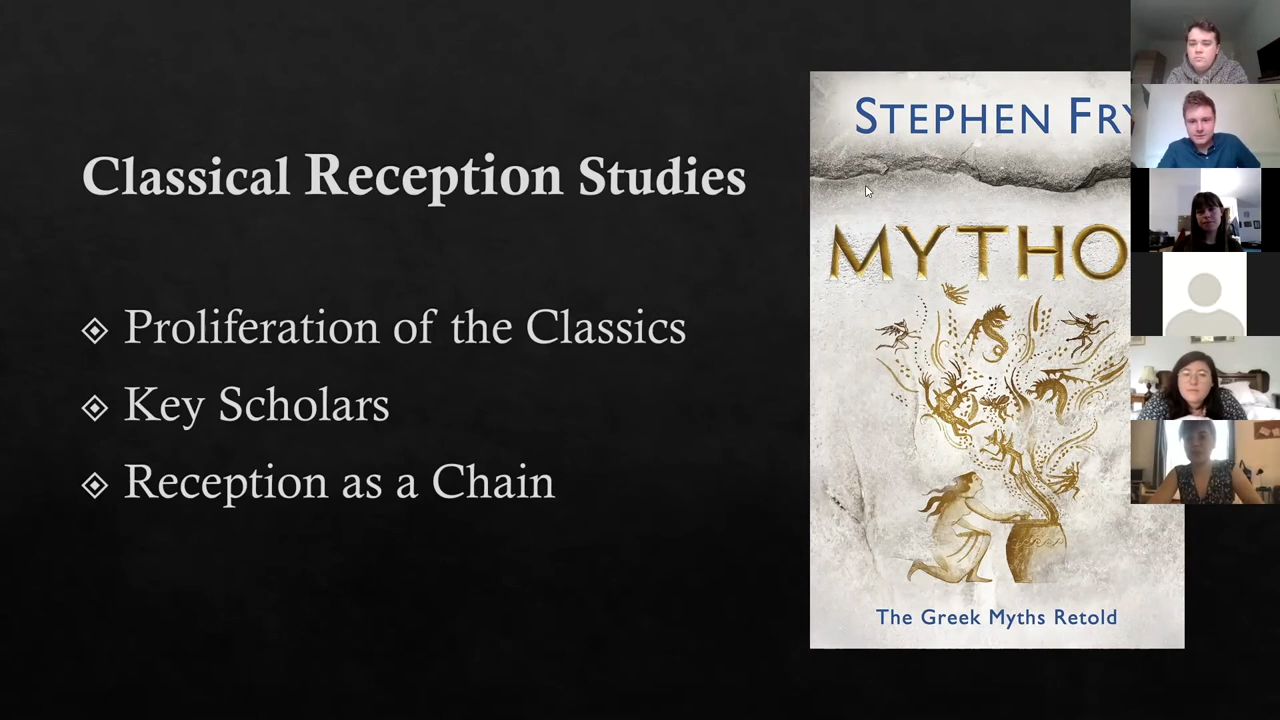 Classical Reception Studies
Proliferation of the Classics
Key Scholars
Reception as a Chain
STEPHEN FRY
MYTHO
The Greek Myths Retold